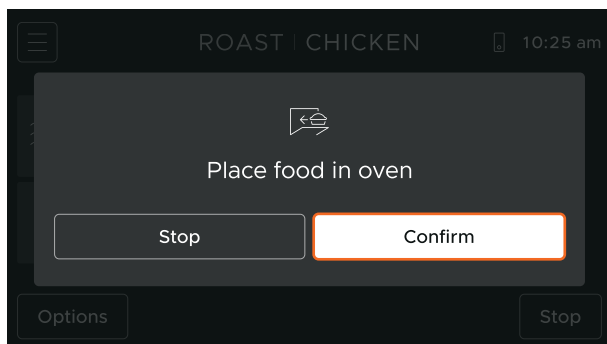 ROAST | CHICKEN
10:25 am
Place food in oven
Stop
Confirm
Options
Stop